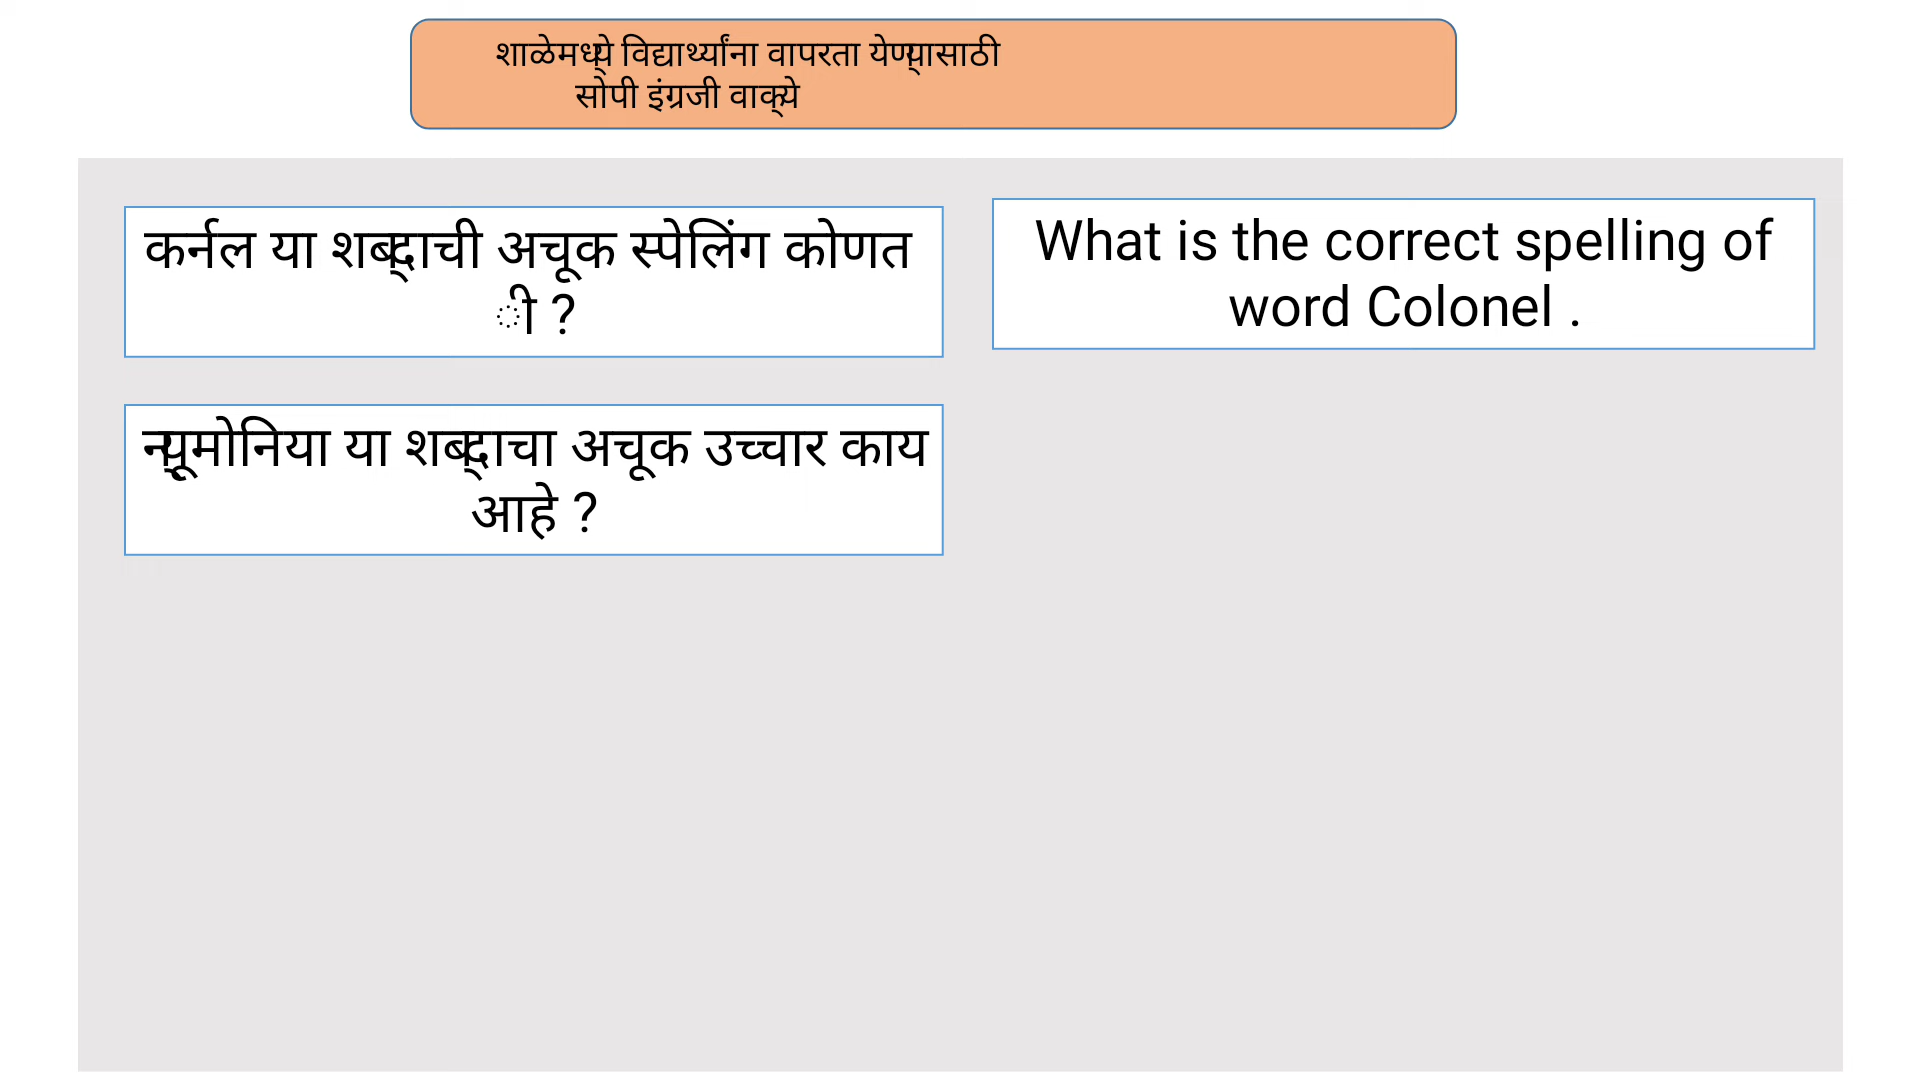 शाळेमध्ये विद्यार्थ्यांना वापरता येण्यासाठी
सोपी इंग्रजी वाक्ये
कर्नल या शब्दाची अचूक स्पेलिंग कोणत
ी ?
What is the correct spelling of
word Colonel .
न्यूमोनिया या शब्दाचा अचूक उच्चार काय
आहे ?